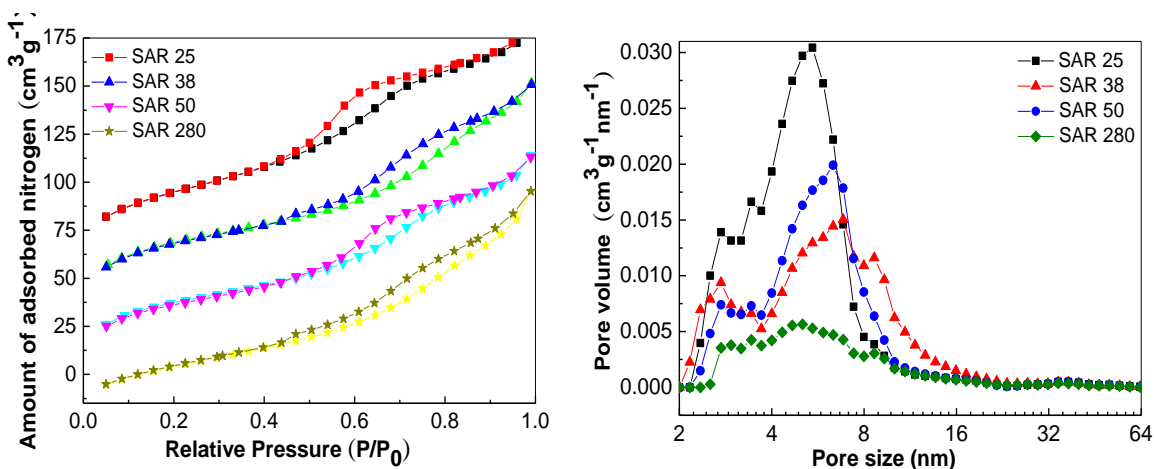 Amount of adsorbed nitrogen (cm³g⁻¹)
175
150
125
100
75
50
25
0
SAR 25
SAR 38
SAR 50
SAR 280
0.0 0.2 0.4 0.6 0.8 1.0
Relative Pressure (P/P₀)
Pore volume (cm³g⁻¹nm⁻¹)
0.030
0.025
0.020
0.015
0.010
0.005
0.000
SAR 25
SAR 38
SAR 50
SAR 280
2 4 8 16 32 64
Pore size (nm)